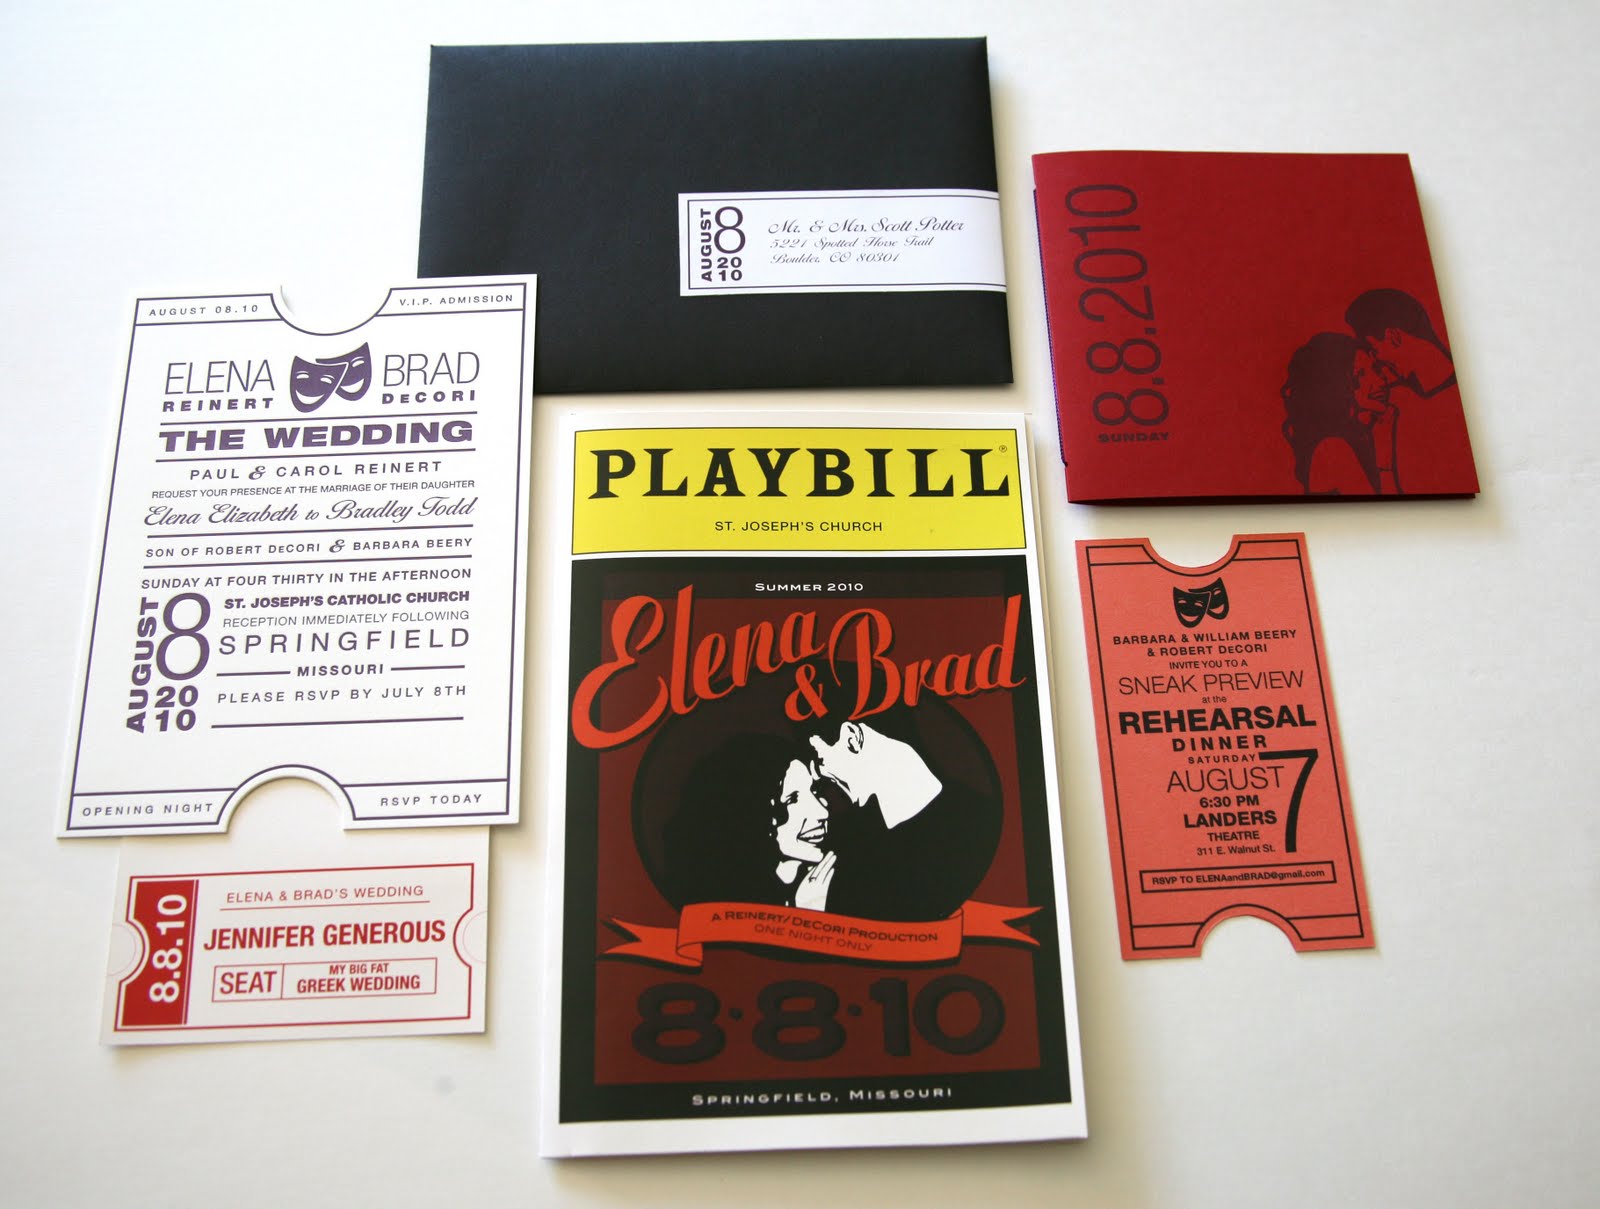 AUGUST
8
20
10
Mr. & Mrs. Scott Potter
5221 Spotted Horse Trail
Boulder, CO 80301
8.8.2010
SUNDAY
AUGUST 08.10
V.I.P. ADMISSION
ELENA BRAD
REINERT DECORI
THE WEDDING
PAUL & CAROL REINERT
REQUEST YOUR PRESENCE AT THE MARRIAGE OF THEIR DAUGHTER
Elena Elizabeth to Bradley Todd
SON OF ROBERT DeCORI & BARBARA BEERY
SUNDAY AT FOUR THIRTY IN THE AFTERNOON
AUGUST
8
20
10
ST. JOSEPH'S CATHOLIC CHURCH
RECEPTION IMMEDIATELY FOLLOWING
SPRINGFIELD
MISSOURI
PLEASE RSVP BY JULY 8TH
OPENING NIGHT
RSVP TODAY
8.8.10
ELENA & BRAD'S WEDDING
JENNIFER GENEROUS
SEAT
MY BIG FAT
GREEK WEDDING
PLAYBILL®
ST. JOSEPH'S CHURCH
SUMMER 2010
Elena
& Brad
A REINERT/DECORI PRODUCTION
ONE NIGHT ONLY
8·8·10
SPRINGFIELD, MISSOURI
BARBARA & WILLIAM BEERY
& ROBERT DeCORI
INVITE YOU TO A
SNEAK PREVIEW
at the
REHEARSAL
DINNER
SATURDAY
AUGUST 7
6:30 PM
LANDERS
THEATRE
311 E. Walnut St.
RSVP TO ELENAandBRAD@gmail.com